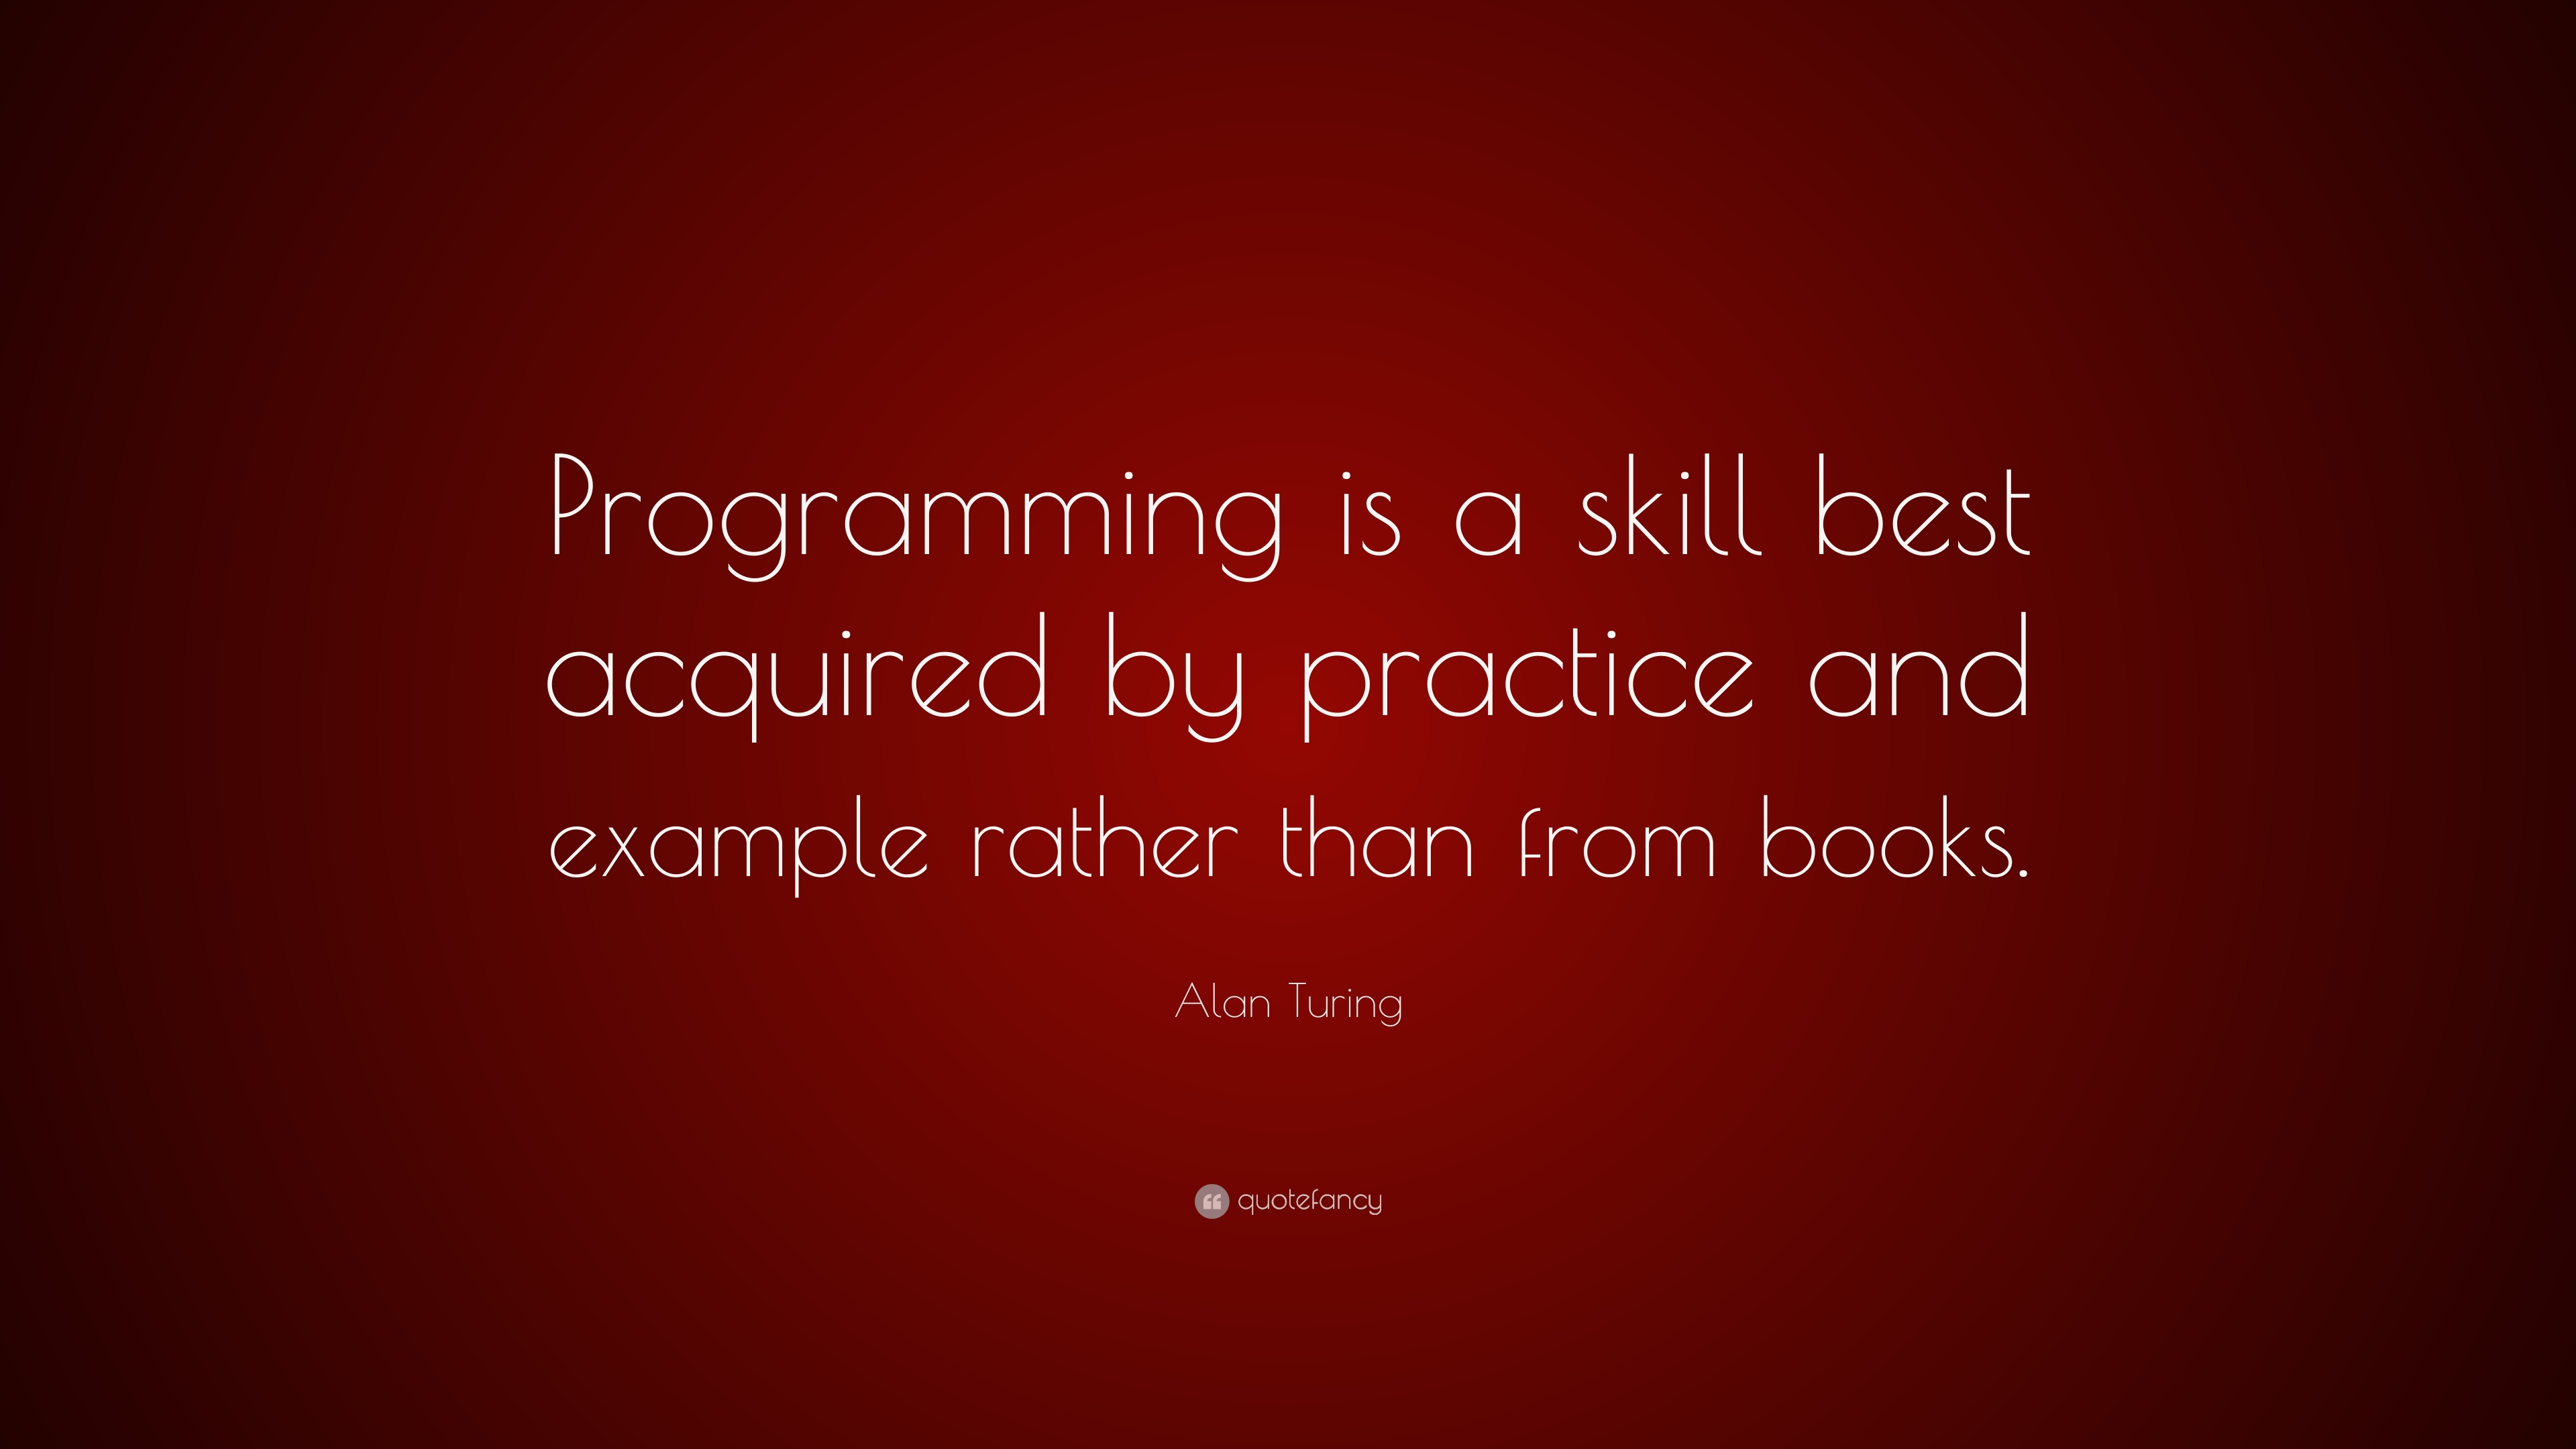 Programming is a skill best
acquired by practice and
example rather than from books.
Alan Turing
quotefancy